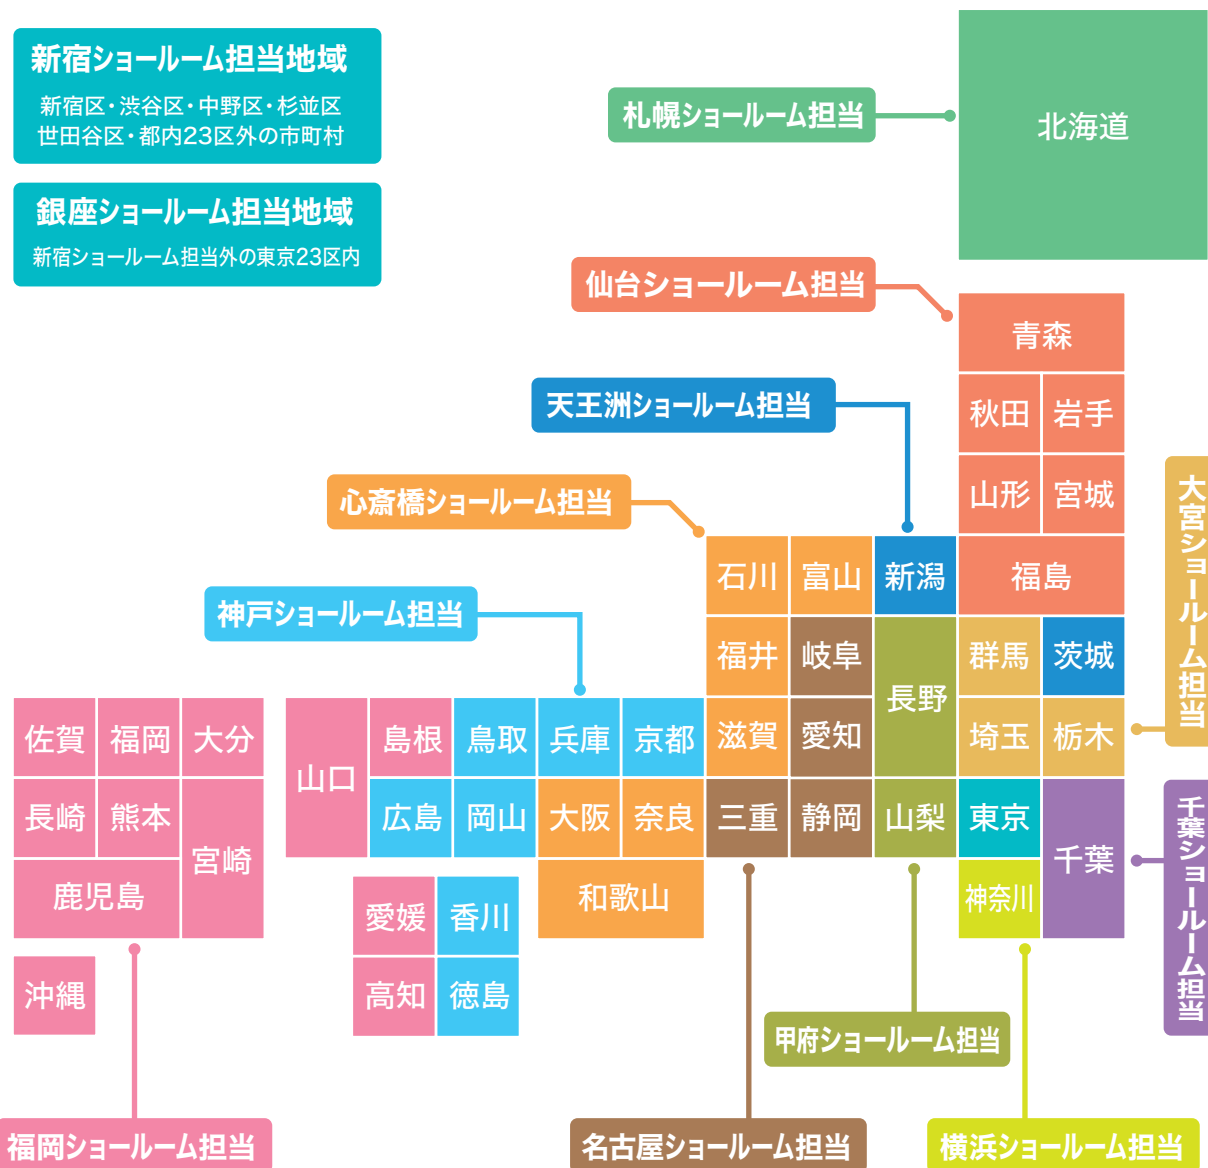 新宿ショールーム担当地域
新宿区・渋谷区・中野区・杉並区
世田谷区・都内23区外の市町村
銀座ショールーム担当地域
新宿ショールーム担当外の東京23区内
札幌ショールーム担当
北海道
仙台ショールーム担当
青森
秋田
岩手
山形
宮城
福島
天王洲ショールーム担当
新潟
茨城
心斎橋ショールーム担当
石川
富山
福井
岐阜
長野
群馬
大宮ショールーム担当
神戸ショールーム担当
佐賀
福岡
大分
山口
島根
鳥取
兵庫
京都
滋賀
愛知
埼玉
栃木
長崎
熊本
宮崎
広島
岡山
大阪
奈良
三重
静岡
山梨
東京
千葉
千葉ショールーム担当
鹿児島
愛媛
香川
和歌山
神奈川
沖縄
高知
徳島
甲府ショールーム担当
福岡ショールーム担当
名古屋ショールーム担当
横浜ショールーム担当